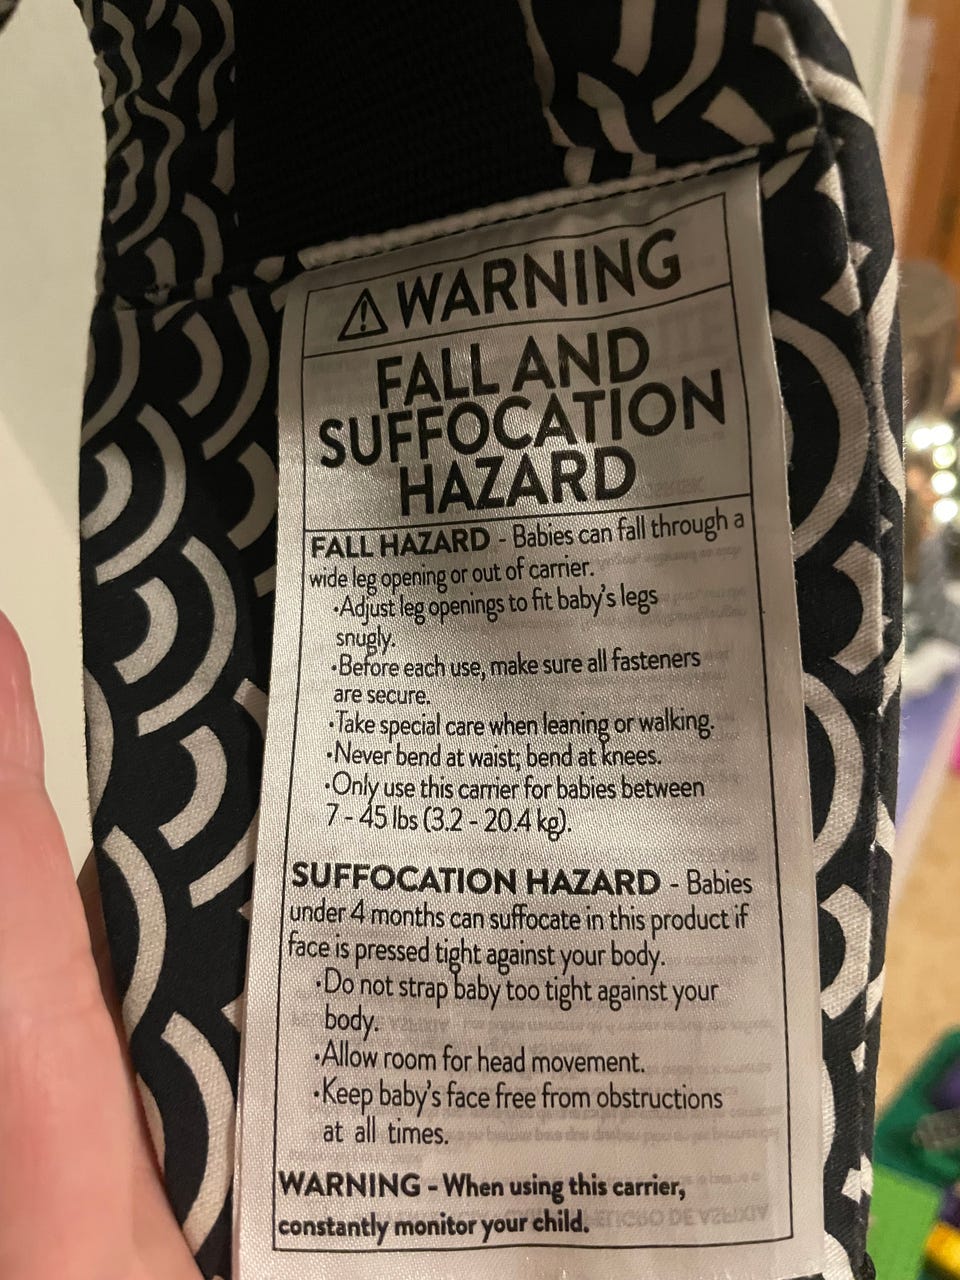 ⚠ WARNING
FALL AND
SUFFOCATION
HAZARD
FALL HAZARD - Babies can fall through a
wide leg opening or out of carrier.
•Adjust leg openings to fit baby's legs
snugly.
•Before each use, make sure all fasteners
are secure.
•Take special care when leaning or walking.
•Never bend at waist; bend at knees.
•Only use this carrier for babies between
7 - 45 lbs (3.2 - 20.4 kg).
SUFFOCATION HAZARD - Babies
under 4 months can suffocate in this product if
face is pressed tight against your body.
•Do not strap baby too tight against your
body.
•Allow room for head movement.
•Keep baby's face free from obstructions
at all times.
WARNING - When using this carrier,
constantly monitor your child.